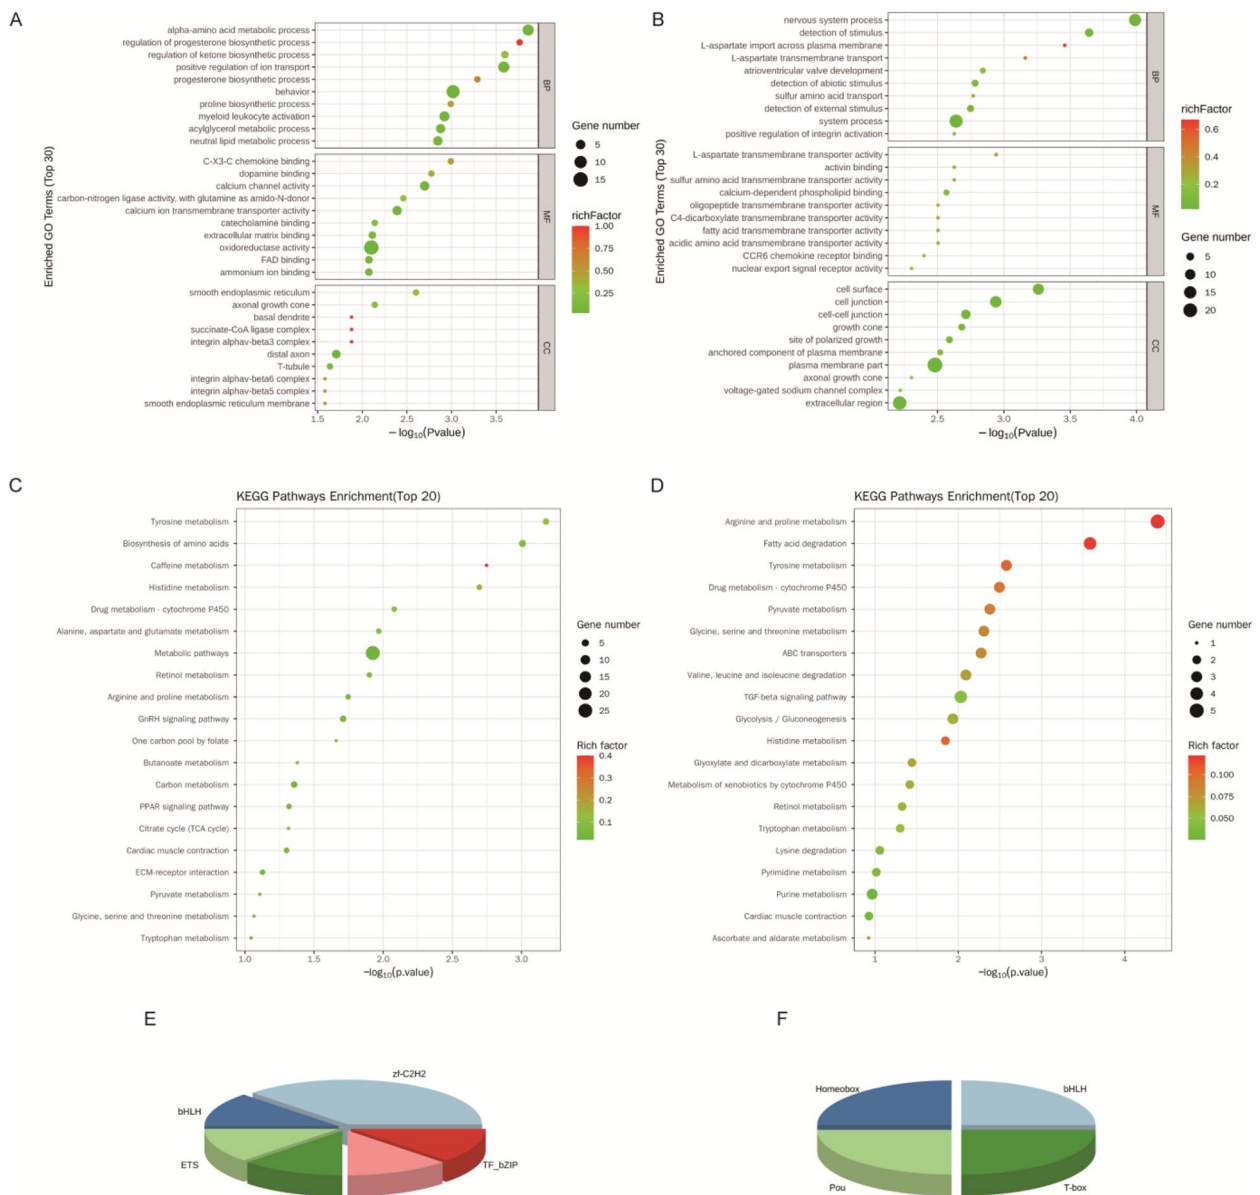 A
alpha-amino acid metabolic process
regulation of progesterone biosynthetic process
regulation of ketone biosynthetic process
positive regulation of ion transport
progesterone biosynthetic process
behavior
proline biosynthetic process
myeloid leukocyte activation
acylglycerol metabolic process
neutral lipid metabolic process
BP
C-X3-C chemokine binding
dopamine binding
calcium channel activity
carbon-nitrogen ligase activity, with glutamine as amido-N-donor
calcium ion transmembrane transporter activity
catecholamine binding
extracellular matrix binding
oxidoreductase activity
FAD binding
ammonium ion binding
MF
smooth endoplasmic reticulum
axonal growth cone
basal dendrite
succinate-CoA ligase complex
integrin alphav-beta3 complex
distal axon
T-tubule
integrin alphav-beta6 complex
integrin alphav-beta5 complex
smooth endoplasmic reticulum membrane
CC
Enriched GO Terms (Top 30)
1.5 2.0 2.5 3.0 3.5
−log10(Pvalue)
Gene number
5
10
15
richFactor
1.00
0.75
0.50
0.25
B
nervous system process
detection of stimulus
L-aspartate import across plasma membrane
L-aspartate transmembrane transport
atrioventricular valve development
detection of abiotic stimulus
sulfur amino acid transport
detection of external stimulus
system process
positive regulation of integrin activation
BP
L-aspartate transmembrane transporter activity
activin binding
sulfur amino acid transmembrane transporter activity
calcium-dependent phospholipid binding
oligopeptide transmembrane transporter activity
C4-dicarboxylate transmembrane transporter activity
fatty acid transmembrane transporter activity
acidic amino acid transmembrane transporter activity
CCR6 chemokine receptor binding
nuclear export signal receptor activity
MF
cell surface
cell junction
cell-cell junction
growth cone
site of polarized growth
anchored component of plasma membrane
plasma membrane part
axonal growth cone
voltage-gated sodium channel complex
extracellular region
CC
Enriched GO Terms (Top 30)
2.5 3.0 3.5 4.0
−log10(Pvalue)
richFactor
0.6
0.4
0.2
Gene number
5
10
15
20
C
KEGG Pathways Enrichment(Top 20)
Tyrosine metabolism
Biosynthesis of amino acids
Caffeine metabolism
Histidine metabolism
Drug metabolism - cytochrome P450
Alanine, aspartate and glutamate metabolism
Metabolic pathways
Retinol metabolism
Arginine and proline metabolism
GnRH signaling pathway
One carbon pool by folate
Butanoate metabolism
Carbon metabolism
PPAR signaling pathway
Citrate cycle (TCA cycle)
Cardiac muscle contraction
ECM-receptor interaction
Pyruvate metabolism
Glycine, serine and threonine metabolism
Tryptophan metabolism
1.0 1.5 2.0 2.5 3.0
−log10(p.value)
Gene number
5
10
15
20
25
Rich factor
0.4
0.3
0.2
0.1
D
KEGG Pathways Enrichment(Top 20)
Arginine and proline metabolism
Fatty acid degradation
Tyrosine metabolism
Drug metabolism - cytochrome P450
Pyruvate metabolism
Glycine, serine and threonine metabolism
ABC transporters
Valine, leucine and isoleucine degradation
TGF-beta signaling pathway
Glycolysis / Gluconeogenesis
Histidine metabolism
Glyoxylate and dicarboxylate metabolism
Metabolism of xenobiotics by cytochrome P450
Retinol metabolism
Tryptophan metabolism
Lysine degradation
Pyrimidine metabolism
Purine metabolism
Cardiac muscle contraction
Ascorbate and aldarate metabolism
1 2 3 4
−log10(p.value)
Gene number
1
2
3
4
5
Rich factor
0.100
0.075
0.050
E
zf-C2H2
bHLH
ETS
TF_bZIP
F
Homeobox
bHLH
Pou
T-box